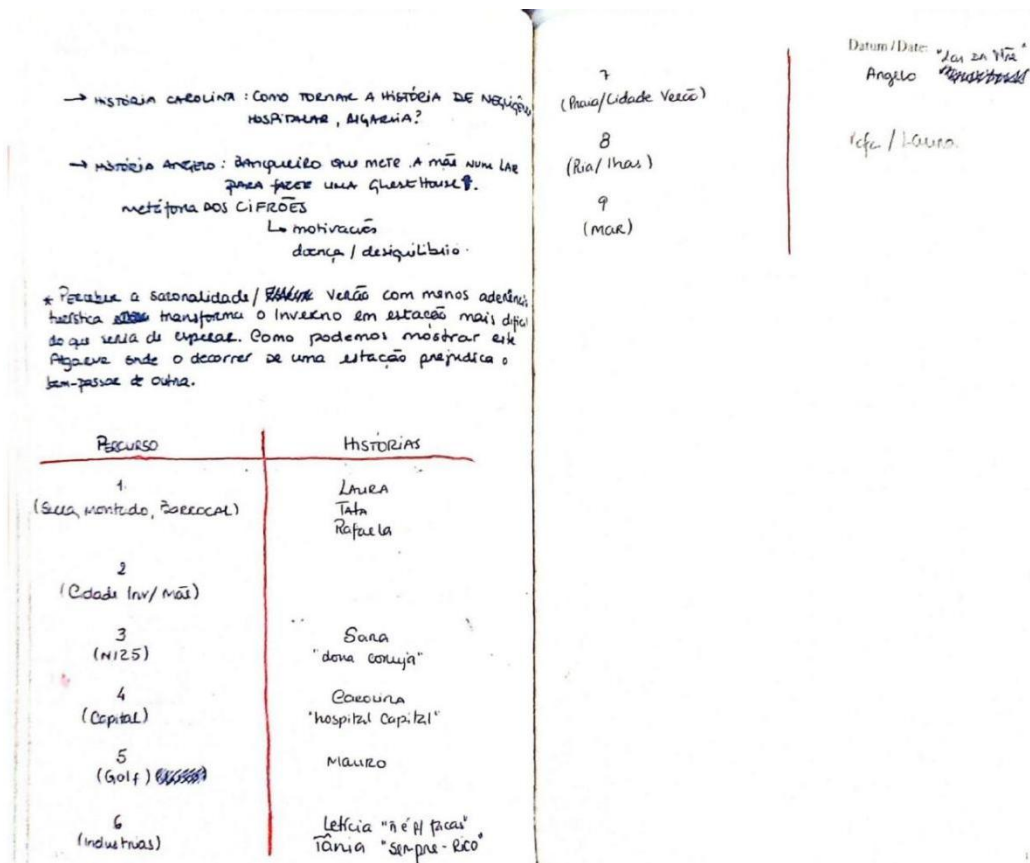 → HISTÓRIA CAROLINA : COMO TORNAR A HISTÓRIA DE NEGLIGÊN
HOSPITALAR, ALGARVIA?
→ HISTÓRIA ANGELO : BANQUEIRO QUE METE A MÃE NUM LAR
PARA FAZER UMA GhestHouse
metáfora DOS CIFRÕES
↳ motivações
doença / desiquilíbrio.
* Perceber a sazonalidade / verão com menos aderência
turística transforma o Inverno em estação mais difícil
do que seria de esperar. Como podemos mostrar este
Algarve onde o decorrer de uma estação prejudica o
bem-passar de outra.
PERCURSO HISTÓRIAS
1 LAURA
(Serra, Montado, BARROCAL) TATA
Rafaela
2
(Cidade Inv/
3 Sara
(N125) "dona coruja"
4 CAROLINA
(Capital) "hospital Capital"
5 MAURO
(Golf)
6 Letícia "ñ é p/ facas"
(Industrias) Tânia "Sempre-Rico"
7
(Praia/Cidade Verão)
8
(Ria/Ilhas)
9
(MAR)
Datum/Date: "Lar da Mãe"
Angelo
/ Laura